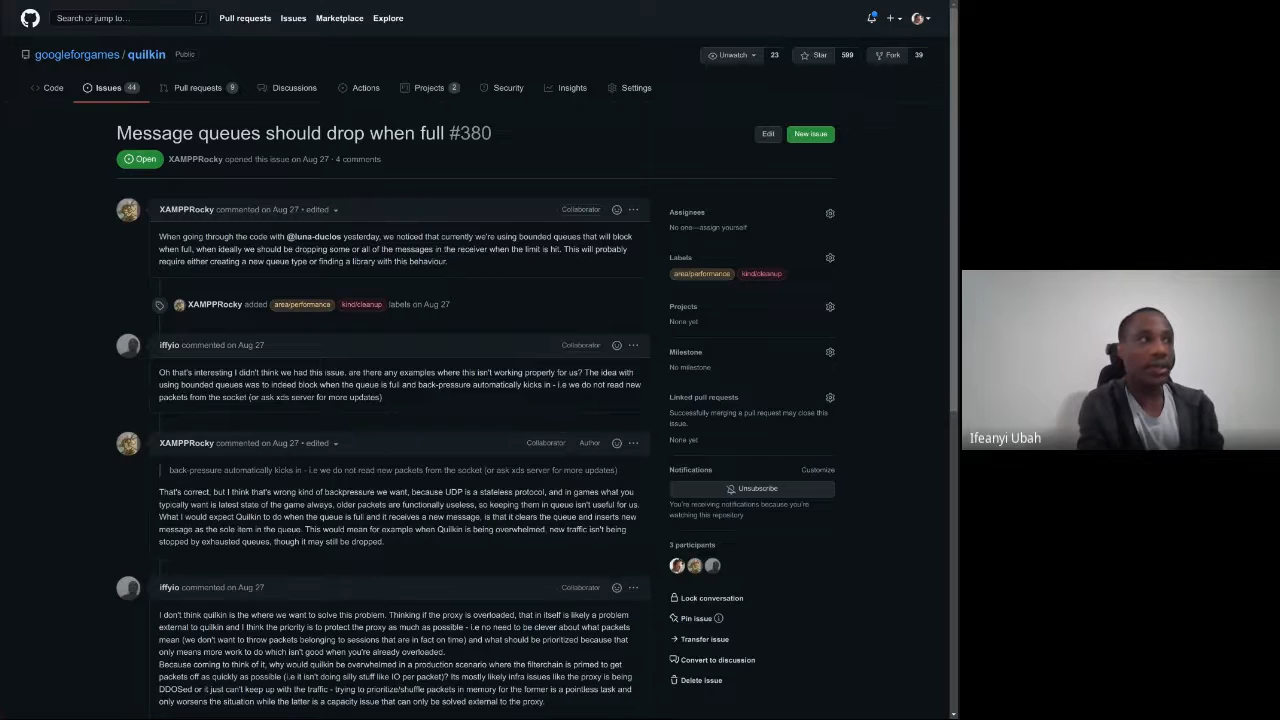 Search or jump to…
/
Pull requests
Issues
Marketplace
Explore
googleforgames / quilkin
Public
Unwatch
23
Star
599
Fork
39
Code
Issues 44
Pull requests 9
Discussions
Actions
Projects 2
Security
Insights
Settings
Message queues should drop when full #380
Edit
New issue
Open
XAMPPRocky opened this issue on Aug 27 · 4 comments
XAMPPRocky commented on Aug 27 • edited
Collaborator
When going through the code with @luna-duclos yesterday, we noticed that currently we're using bounded queues that will block
when full, when ideally we should be dropping some or all of the messages in the receiver when the limit is hit. This will probably
require either creating a new queue type or finding a library with this behaviour.
XAMPPRocky added area/performance kind/cleanup labels on Aug 27
iffyio commented on Aug 27
Collaborator
Oh that's interesting I didn't think we had this issue, are there any examples where this isn't working properly for us? The idea with
using bounded queues was to indeed block when the queue is full and back-pressure automatically kicks in - i.e we do not read new
packets from the socket (or ask xds server for more updates)
XAMPPRocky commented on Aug 27 • edited
Collaborator
Author
back-pressure automatically kicks in - i.e we do not read new packets from the socket (or ask xds server for more updates)
That's correct, but I think that's wrong kind of backpressure we want, because UDP is a stateless protocol, and in games what you
typically want is latest state of the game always, older packets are functionally useless, so keeping them in queue isn't useful for us.
What I would expect Quilkin to do when the queue is full and it receives a new message, is that it clears the queue and inserts new
message as the sole item in the queue. This would mean for example when Quilkin is being overwhelmed, new traffic isn't being
stopped by exhausted queues, though it may still be dropped.
iffyio commented on Aug 27
Collaborator
I don't think quilkin is the where we want to solve this problem. Thinking if the proxy is overloaded, that in itself is likely a problem
external to quilkin and I think the priority is to protect the proxy as much as possible - i.e no need to be clever about what packets
mean (we don't want to throw packets belonging to sessions that are in fact on time) and what should be prioritized because that
only means more work to do which isn't good when you're already overloaded.
Because coming to think of it, why would quilkin be overwhelmed in a production scenario where the filterchain is primed to get
packets off as quickly as possible (i.e it isn't doing silly stuff like IO per packet)? Its mostly likely infra issues like the proxy is being
DDOSed or it just can't keep up with the traffic - trying to prioritize/shuffle packets in memory for the former is a pointless task and
only worsens the situation while the latter is a capacity issue that can only be solved external to the proxy.
Assignees
No one—assign yourself
Labels
area/performance kind/cleanup
Projects
None yet
Milestone
No milestone
Linked pull requests
Successfully merging a pull request may close this
issue.
None yet
Notifications
Customize
Unsubscribe
You're receiving notifications because you're
watching this repository
3 participants
Lock conversation
Pin issue
Transfer issue
Convert to discussion
Delete issue
Ifeanyi Ubah